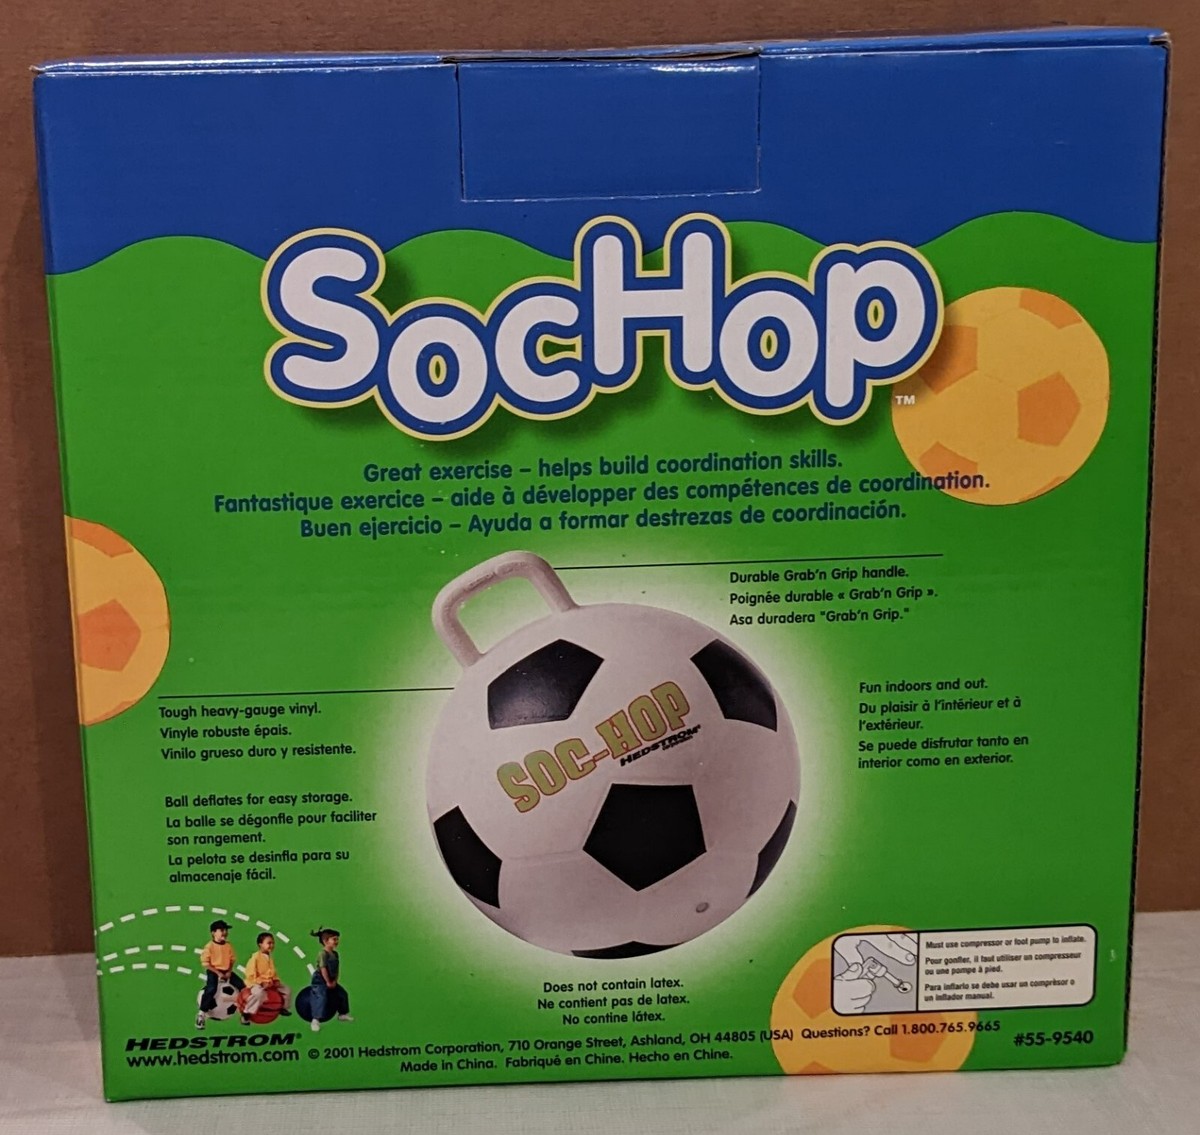 SocHop
TM
Great exercise – helps build coordination skills.
Fantastique exercice – aide à développer des compétences de coordination.
Buen ejercicio – Ayuda a formar destrezas de coordinación.
Durable Grab'n Grip handle.
Poignée durable « Grab'n Grip ».
Asa duradera "Grab'n Grip."
Tough heavy-gauge vinyl.
Vinyle robuste épais.
Vinilo grueso duro y resistente.
Fun indoors and out.
Du plaisir à l'intérieur et à
l'extérieur.
Se puede disfrutar tanto en
interior como en exterior.
SOC-HOP
HEDSTROM
Ball deflates for easy storage.
La balle se dégonfle pour faciliter
son rangement.
La pelota se desinfla para su
almacenaje fácil.
Must use compressor or foot pump to inflate.
Pour gonfler, il faut utiliser un compresseur
ou une pompe à pied.
Para inflarlo se debe usar un comprèsor o
un inflador manual.
Does not contain latex.
Ne contient pas de latex.
No contine látex.
HEDSTROM®
www.hedstrom.com © 2001 Hedstrom Corporation, 710 Orange Street, Ashland, OH 44805 (USA) Questions? Call 1.800.765.9665
Made in China. Fabriqué en Chine. Hecho en Chine.
#55-9540